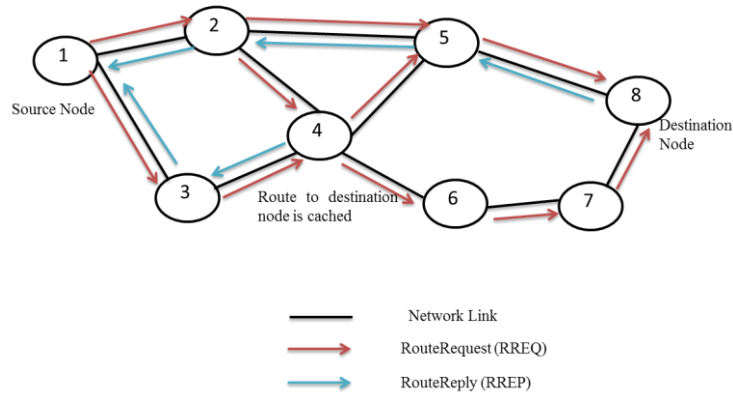 2
5
1
8
Source Node
4
Destination
Node
3
Route to destination
node is cached
6
7
Network Link
RouteRequest (RREQ)
RouteReply (RREP)